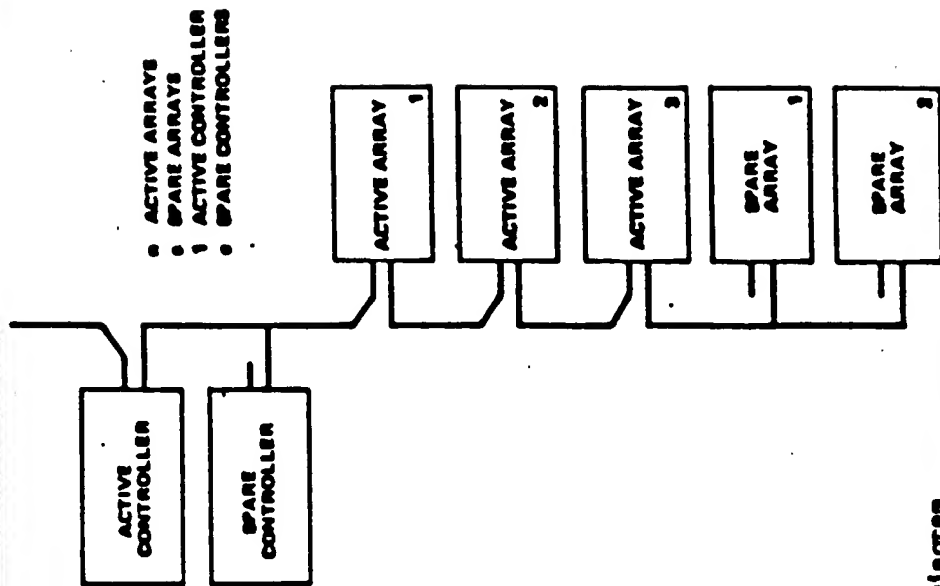 ACTIVE ARRAYS
SPARE ARRAYS
1 ACTIVE CONTROLLER
SPARE CONTROLLERS
ACTIVE
CONTROLLER
SPARE
CONTROLLER
ACTIVE ARRAY
1
ACTIVE ARRAY
2
ACTIVE ARRAY
3
SPARE
ARRAY
1
SPARE
ARRAY